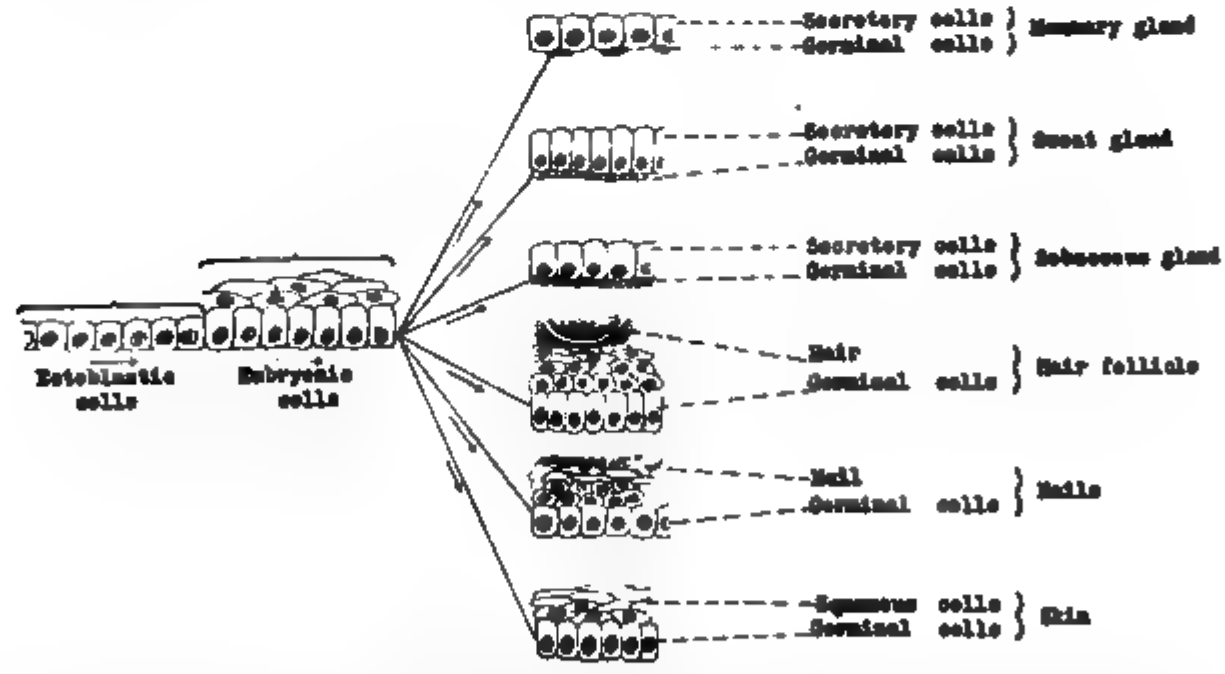 Secretory cells } Mammary gland
Germinal cells
Secretory cells } Sweat gland
Germinal cells
Secretory cells } Sebaceous gland
Germinal cells
Ectoblastic cells
Embryonic cells
Hair } Hair follicle
Germinal cells
Nail } Nails
Germinal cells
Squamous cells } Skin
Germinal cells